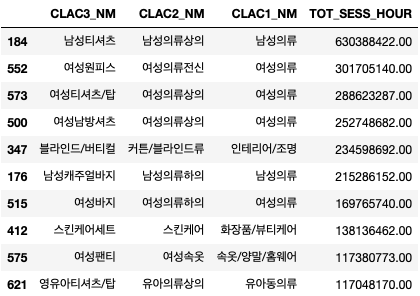 CLAC3_NM CLAC2_NM CLAC1_NM TOT_SESS_HOUR
184 남성티셔츠 남성의류상의 남성의류 630388422.00
552 여성원피스 여성의류전신 여성의류 301705140.00
573 여성티셔츠/탑 여성의류상의 여성의류 288623287.00
500 여성남방셔츠 여성의류상의 여성의류 252748682.00
347 블라인드/버티컬 커튼/블라인드류 인테리어/조명 234598692.00
176 남성캐주얼바지 남성의류하의 남성의류 215286152.00
515 여성바지 여성의류하의 여성의류 169765740.00
412 스킨케어세트 스킨케어 화장품/뷰티케어 138136462.00
575 여성팬티 여성속옷 속옷/양말/홈웨어 117380773.00
621 영유아티셔츠/탑 유아의류상의 유아동의류 117048170.00